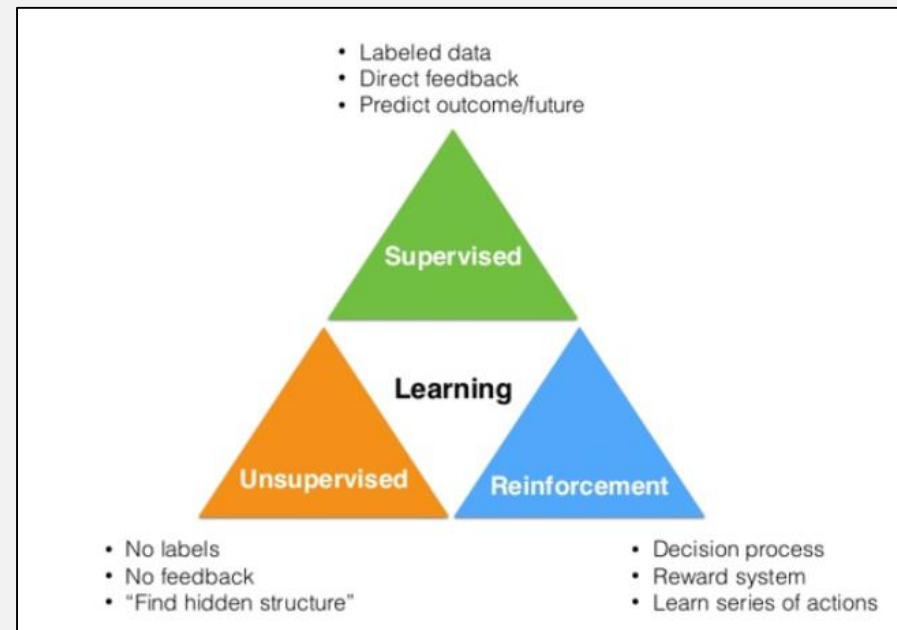 • Labeled data
• Direct feedback
• Predict outcome/future
Supervised
Learning
Unsupervised
Reinforcement
• No labels
• No feedback
• “Find hidden structure”
• Decision process
• Reward system
• Learn series of actions